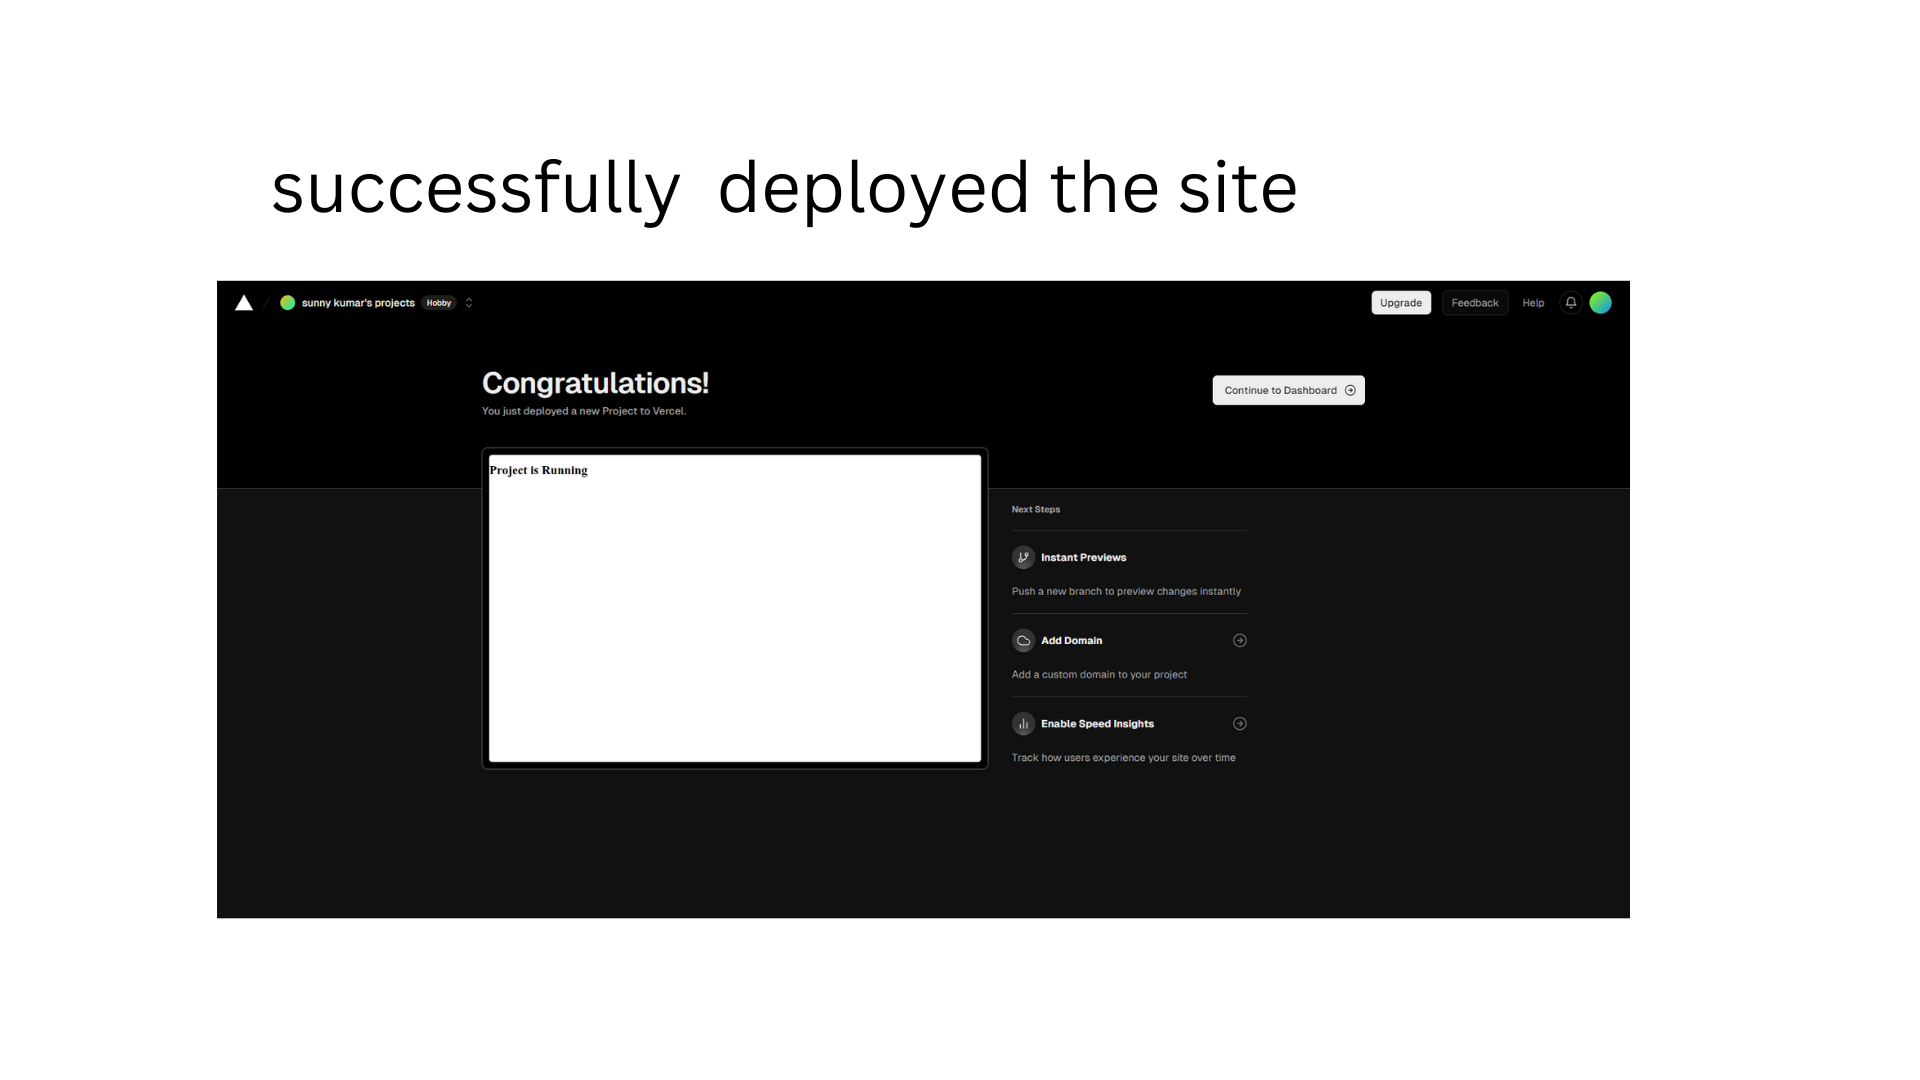 successfully  deployed the site
sunny kumar's projects Hobby
Upgrade Feedback Help
Congratulations!
You just deployed a new Project to Vercel.
Continue to Dashboard
Project is Running
Next Steps
Instant Previews
Push a new branch to preview changes instantly
Add Domain
Add a custom domain to your project
Enable Speed Insights
Track how users experience your site over time